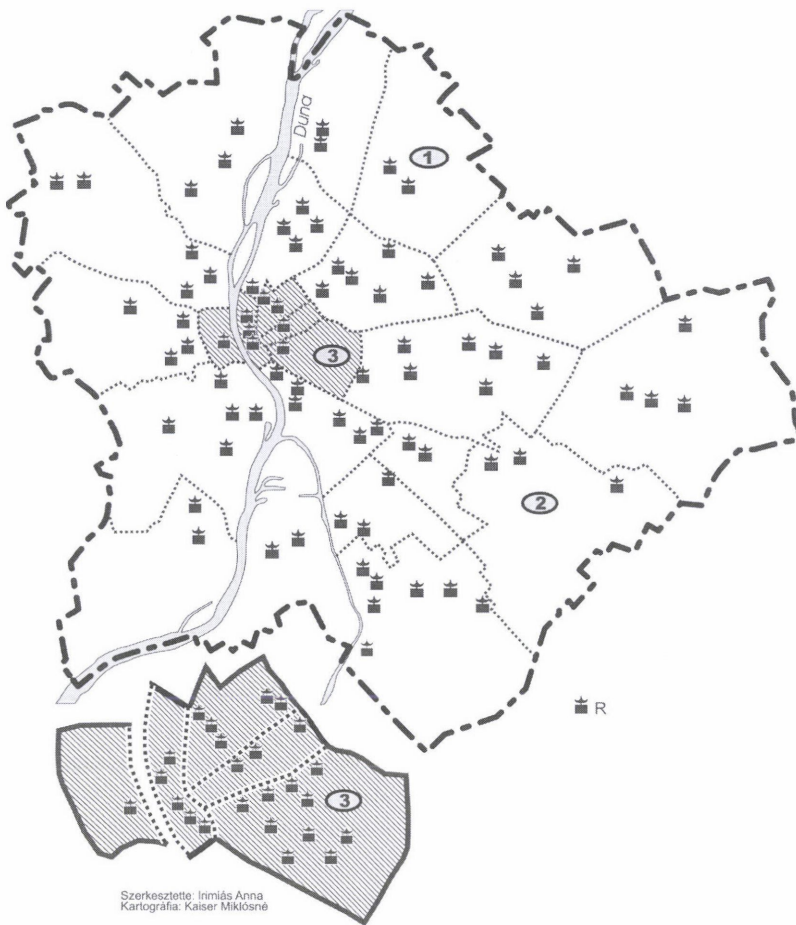 Duna
1
3
2
R
3
Szerkesztette: Irimiás Anna
Kartográfia: Kaiser Miklósné